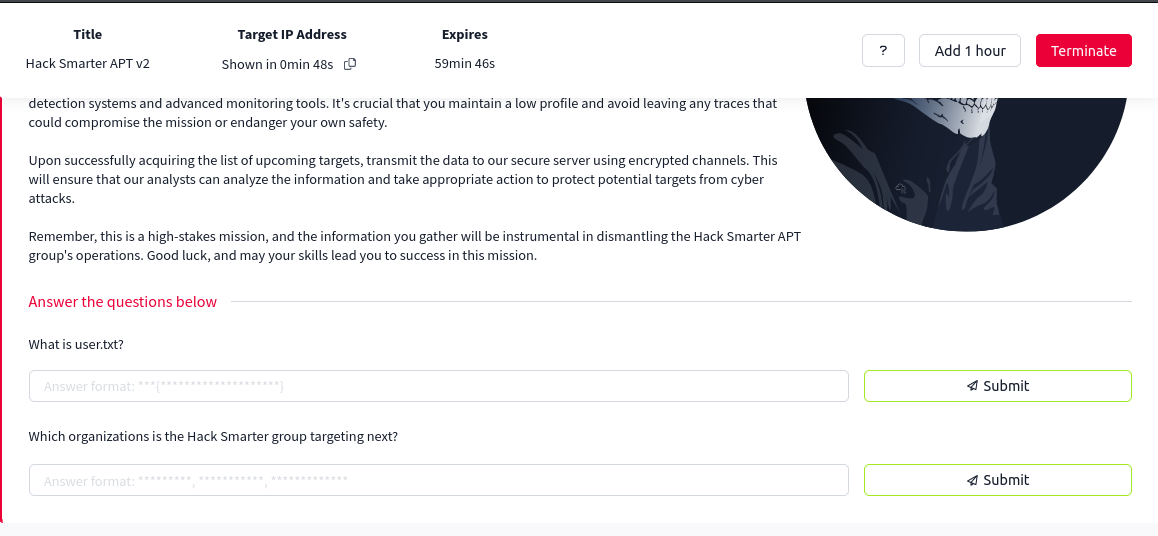 Title Target IP Address Expires
Hack Smarter APT v2 Shown in 0min 48s 59min 46s ? Add 1 hour Terminate
detection systems and advanced monitoring tools. It's crucial that you maintain a low profile and avoid leaving any traces that
could compromise the mission or endanger your own safety.
Upon successfully acquiring the list of upcoming targets, transmit the data to our secure server using encrypted channels. This
will ensure that our analysts can analyze the information and take appropriate action to protect potential targets from cyber
attacks.
Remember, this is a high-stakes mission, and the information you gather will be instrumental in dismantling the Hack Smarter APT
group's operations. Good luck, and may your skills lead you to success in this mission.
Answer the questions below
What is user.txt?
Answer format: ***{********************} Submit
Which organizations is the Hack Smarter group targeting next?
Answer format: *********, ***********, ************* Submit